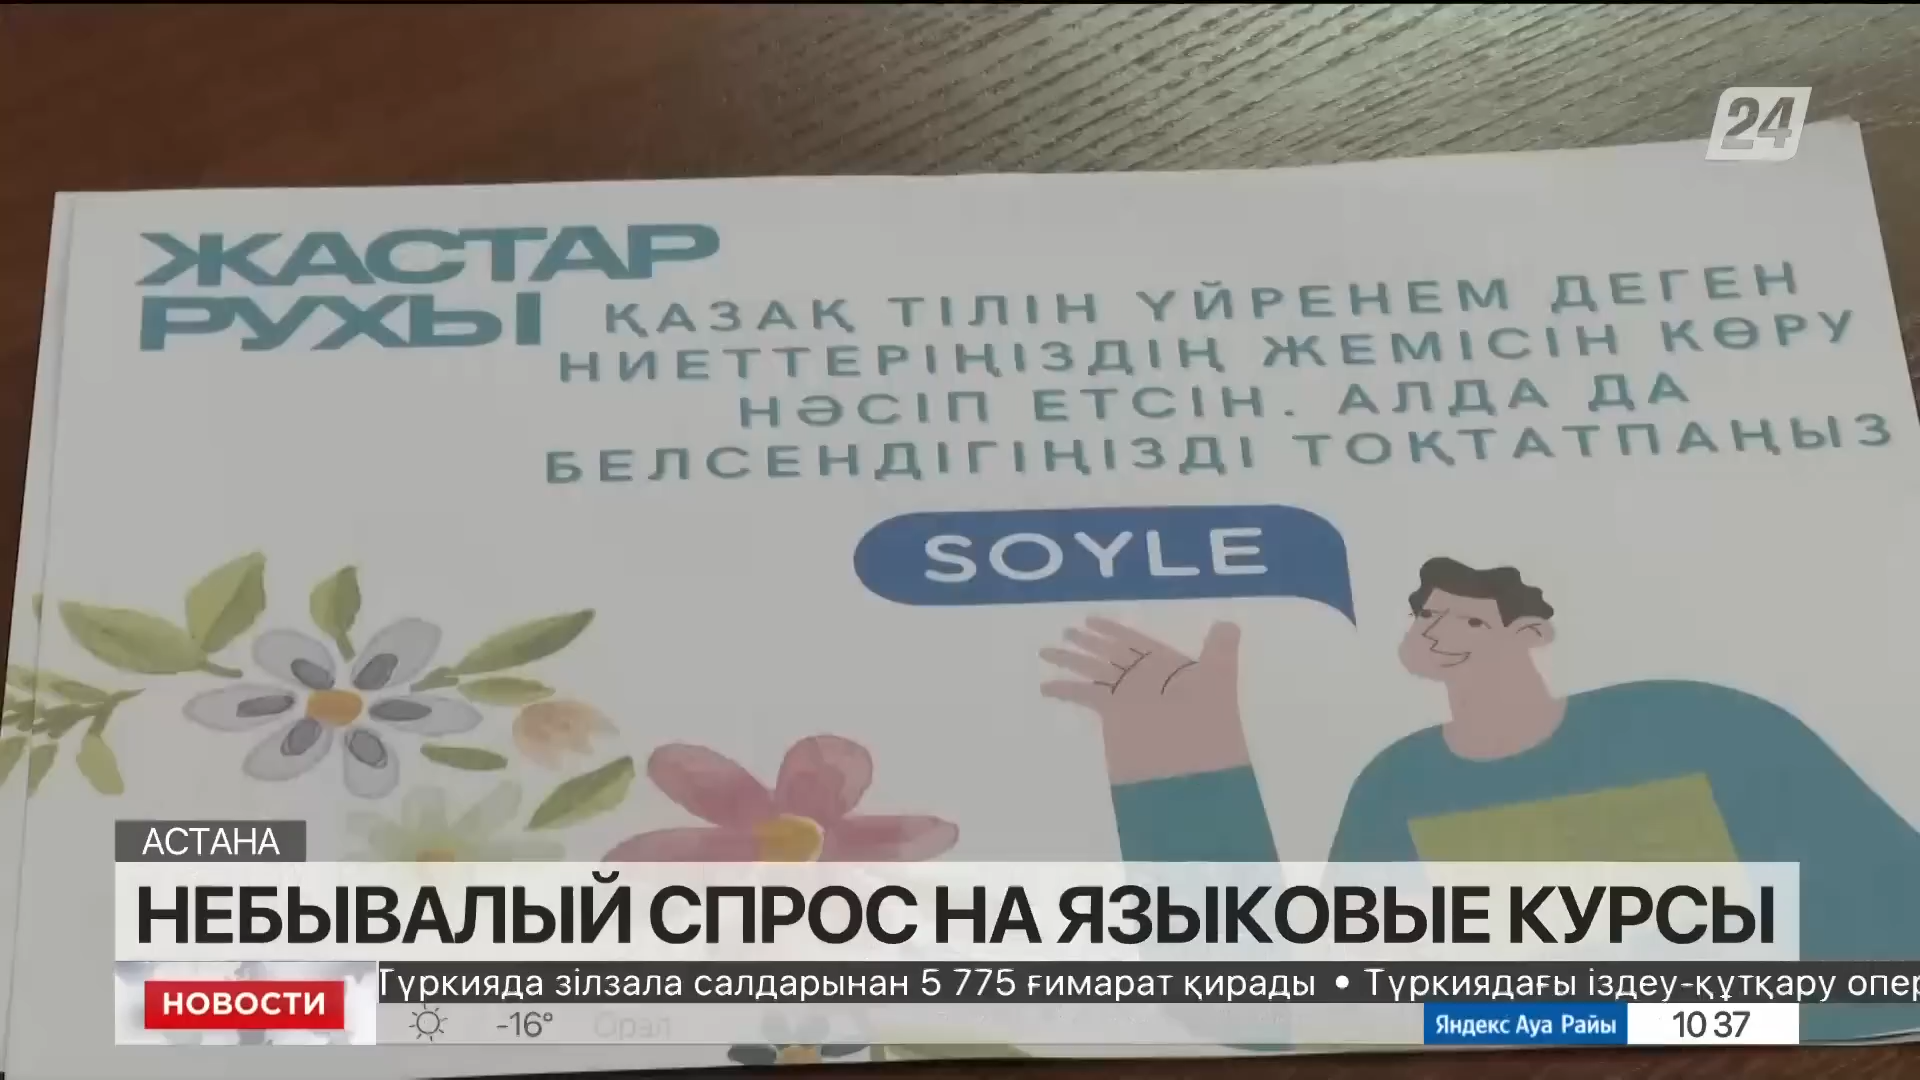 24
ЖАСТАР
РУХЫ
ҚАЗАҚ ТІЛІН ҮЙРЕНЕМ ДЕГЕН
НИЕТТЕРІҢІЗДІҢ ЖЕМІСІН КӨРУ
НӘСІП ЕТСІН. АЛДА ДА
БЕЛСЕНДІГІҢІЗДІ ТОҚТАТПАҢЫЗ
SOYLE
АСТАНА
НЕБЫВАЛЫЙ СПРОС НА ЯЗЫКОВЫЕ КУРСЫ
НОВОСТИ
Түркияда зілзала салдарынан 5 775 ғимарат қирады • Түркиядағы іздеу-құтқару опер
-16° Орал
Яндекс Ауа Райы
10 37